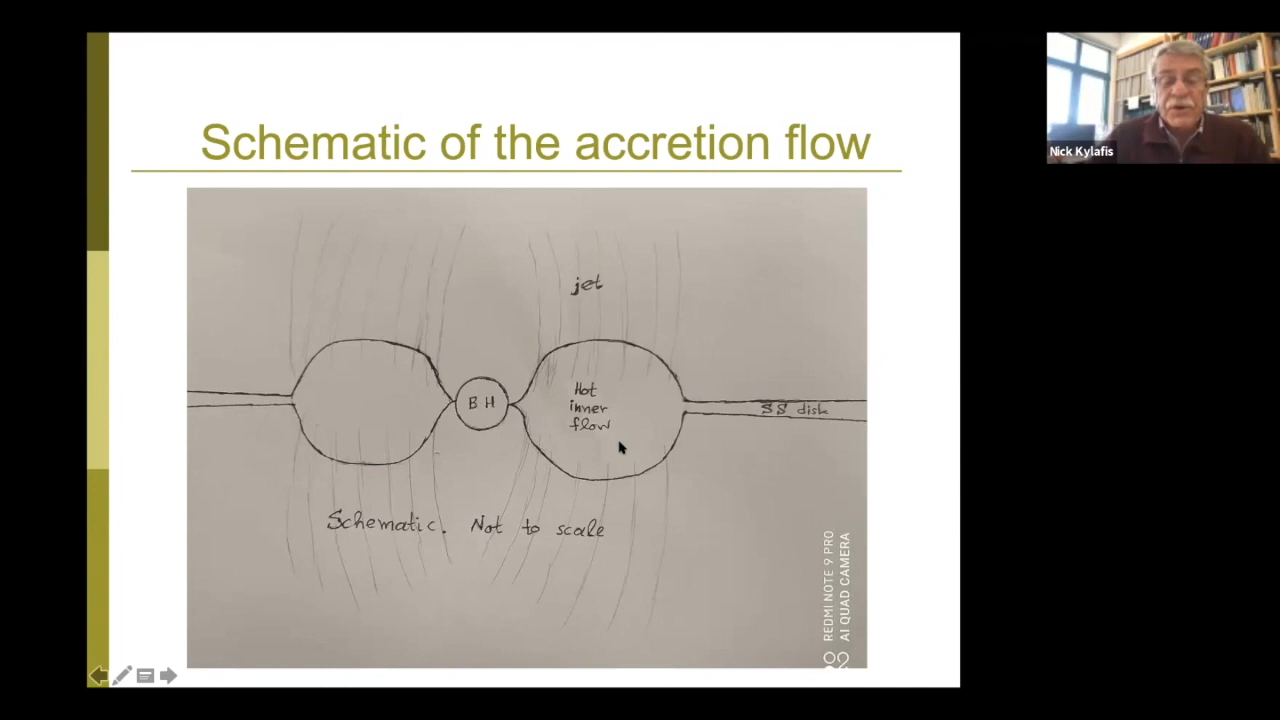 Schematic of the accretion flow
Nick Kylafis
jet
Hot
inner
flow
B H
SS disk
Schematic. Not to scale
REDMI NOTE 9 PRO
AI QUAD CAMERA